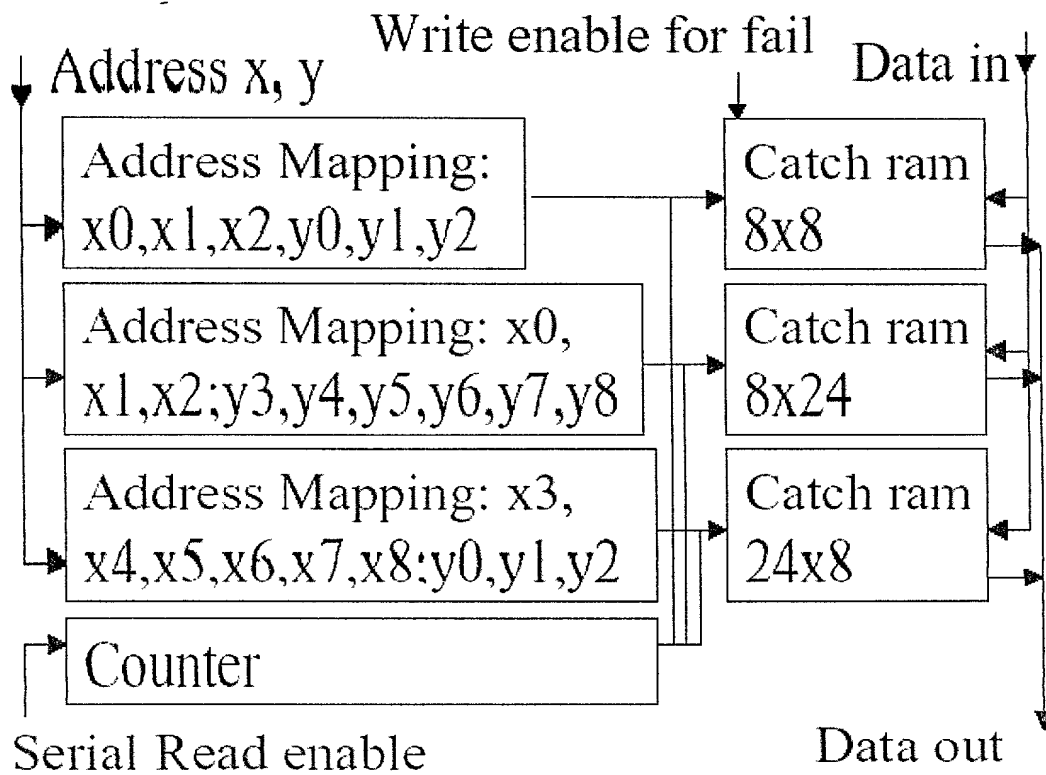 Write enable for fail
Address x, y
Data in
Address Mapping:
x0,x1,x2,y0,y1,y2
Catch ram
8x8
Address Mapping: x0,
x1,x2;y3,y4,y5,y6,y7,y8
Catch ram
8x24
Address Mapping: x3,
x4,x5,x6,x7,x8;y0,y1,y2
Catch ram
24x8
Counter
Serial Read enable
Data out